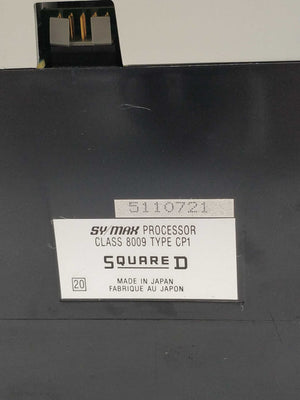 5110721
SY/MAX PROCESSOR
CLASS 8009 TYPE CP1
SQUARE D
20
MADE IN JAPAN
FABRIQUE AU JAPON